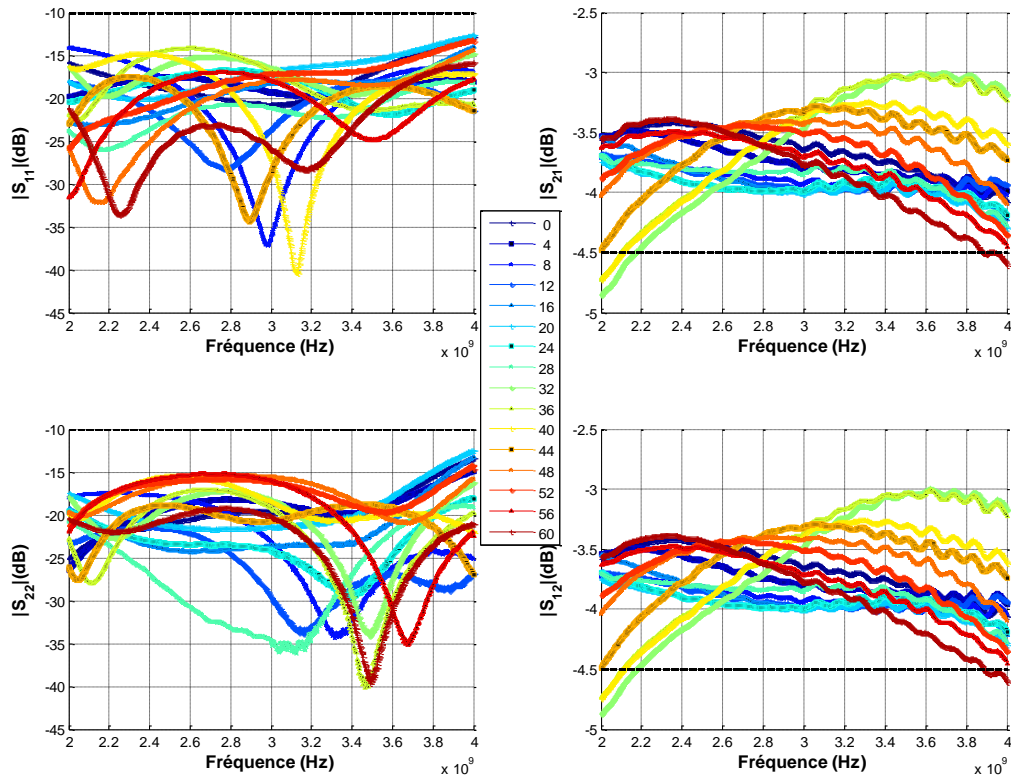 -10
-15
-20
-25
-30
-35
-40
-45
|S11|(dB)
2 2.2 2.4 2.6 2.8 3 3.2 3.4 3.6 3.8 4
Fréquence (Hz)
x 10^9
-2.5
-3
-3.5
-4
-4.5
-5
|S21|(dB)
2 2.2 2.4 2.6 2.8 3 3.2 3.4 3.6 3.8 4
Fréquence (Hz)
x 10^9
0
4
8
12
16
20
24
28
32
36
40
44
48
52
56
60
-10
-15
-20
-25
-30
-35
-40
-45
|S22|(dB)
2 2.2 2.4 2.6 2.8 3 3.2 3.4 3.6 3.8 4
Fréquence (Hz)
x 10^9
-2.5
-3
-3.5
-4
-4.5
-5
|S12|(dB)
2 2.2 2.4 2.6 2.8 3 3.2 3.4 3.6 3.8 4
Fréquence (Hz)
x 10^9